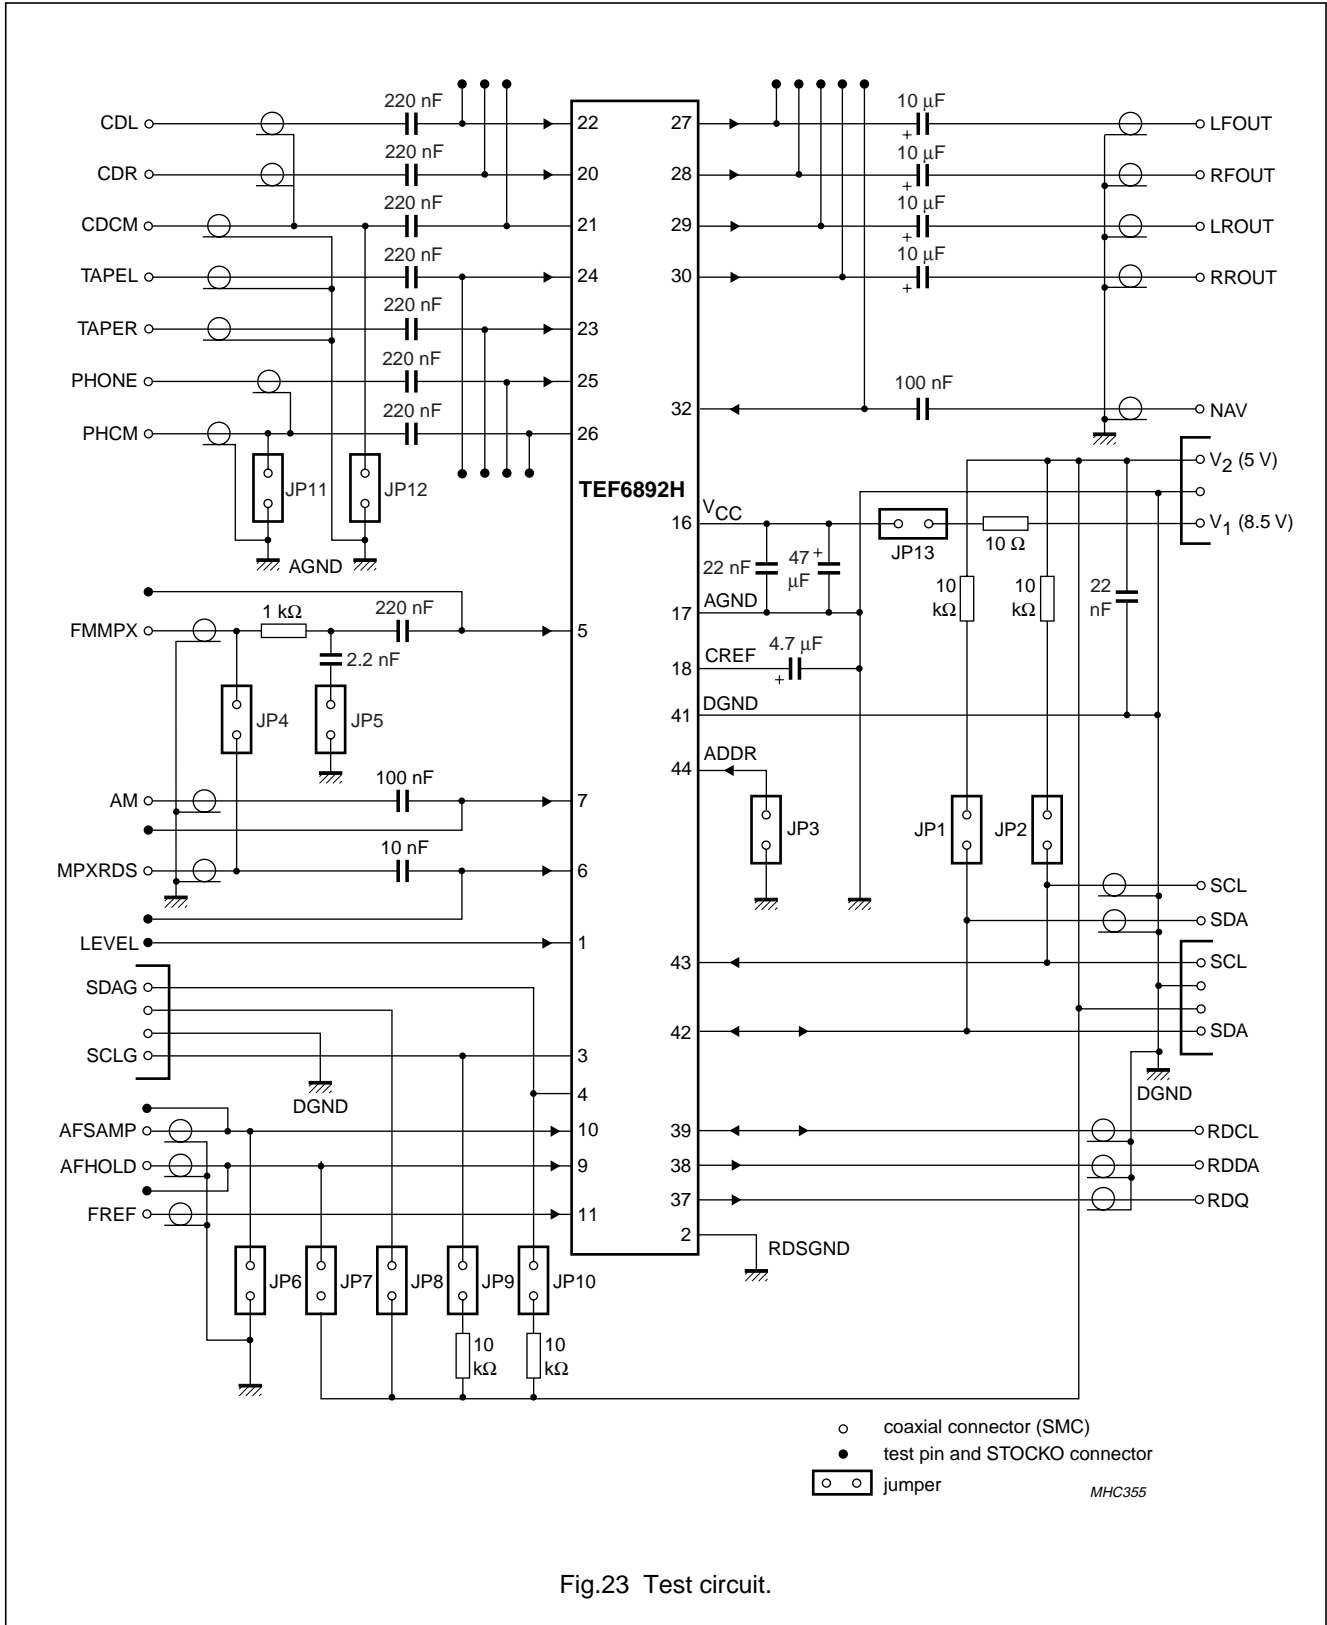 220 nF
10 µF
CDL
22
27
+
LFOUT
220 nF
10 µF
CDR
20
28
+
RFOUT
220 nF
10 µF
CDCM
21
29
+
LROUT
220 nF
10 µF
TAPEL
24
30
+
RROUT
220 nF
TAPER
23
220 nF
PHONE
25
100 nF
32
NAV
220 nF
PHCM
26
V2 (5 V)
JP11
JP12
TEF6892H
16
VCC
V1 (8.5 V)
JP13
10 Ω
AGND
22 nF
47 +
µF
10
kΩ
10
kΩ
22
nF
17
AGND
1 kΩ
220 nF
FMMPX
5
2.2 nF
18
CREF
4.7 µF
+
JP4
JP5
41
DGND
44
ADDR
100 nF
AM
7
JP3
JP1
JP2
10 nF
MPXRDS
6
SCL
SDA
LEVEL
1
43
SCL
SDAG
42
SDA
SCLG
3
DGND
4
DGND
AFSAMP
10
39
RDCL
AFHOLD
9
38
RDDA
FREF
11
37
RDQ
2
RDSGND
JP6
JP7
JP8
JP9
JP10
10
kΩ
10
kΩ
coaxial connector (SMC)
test pin and STOCKO connector
jumper
MHC355
Fig.23 Test circuit.